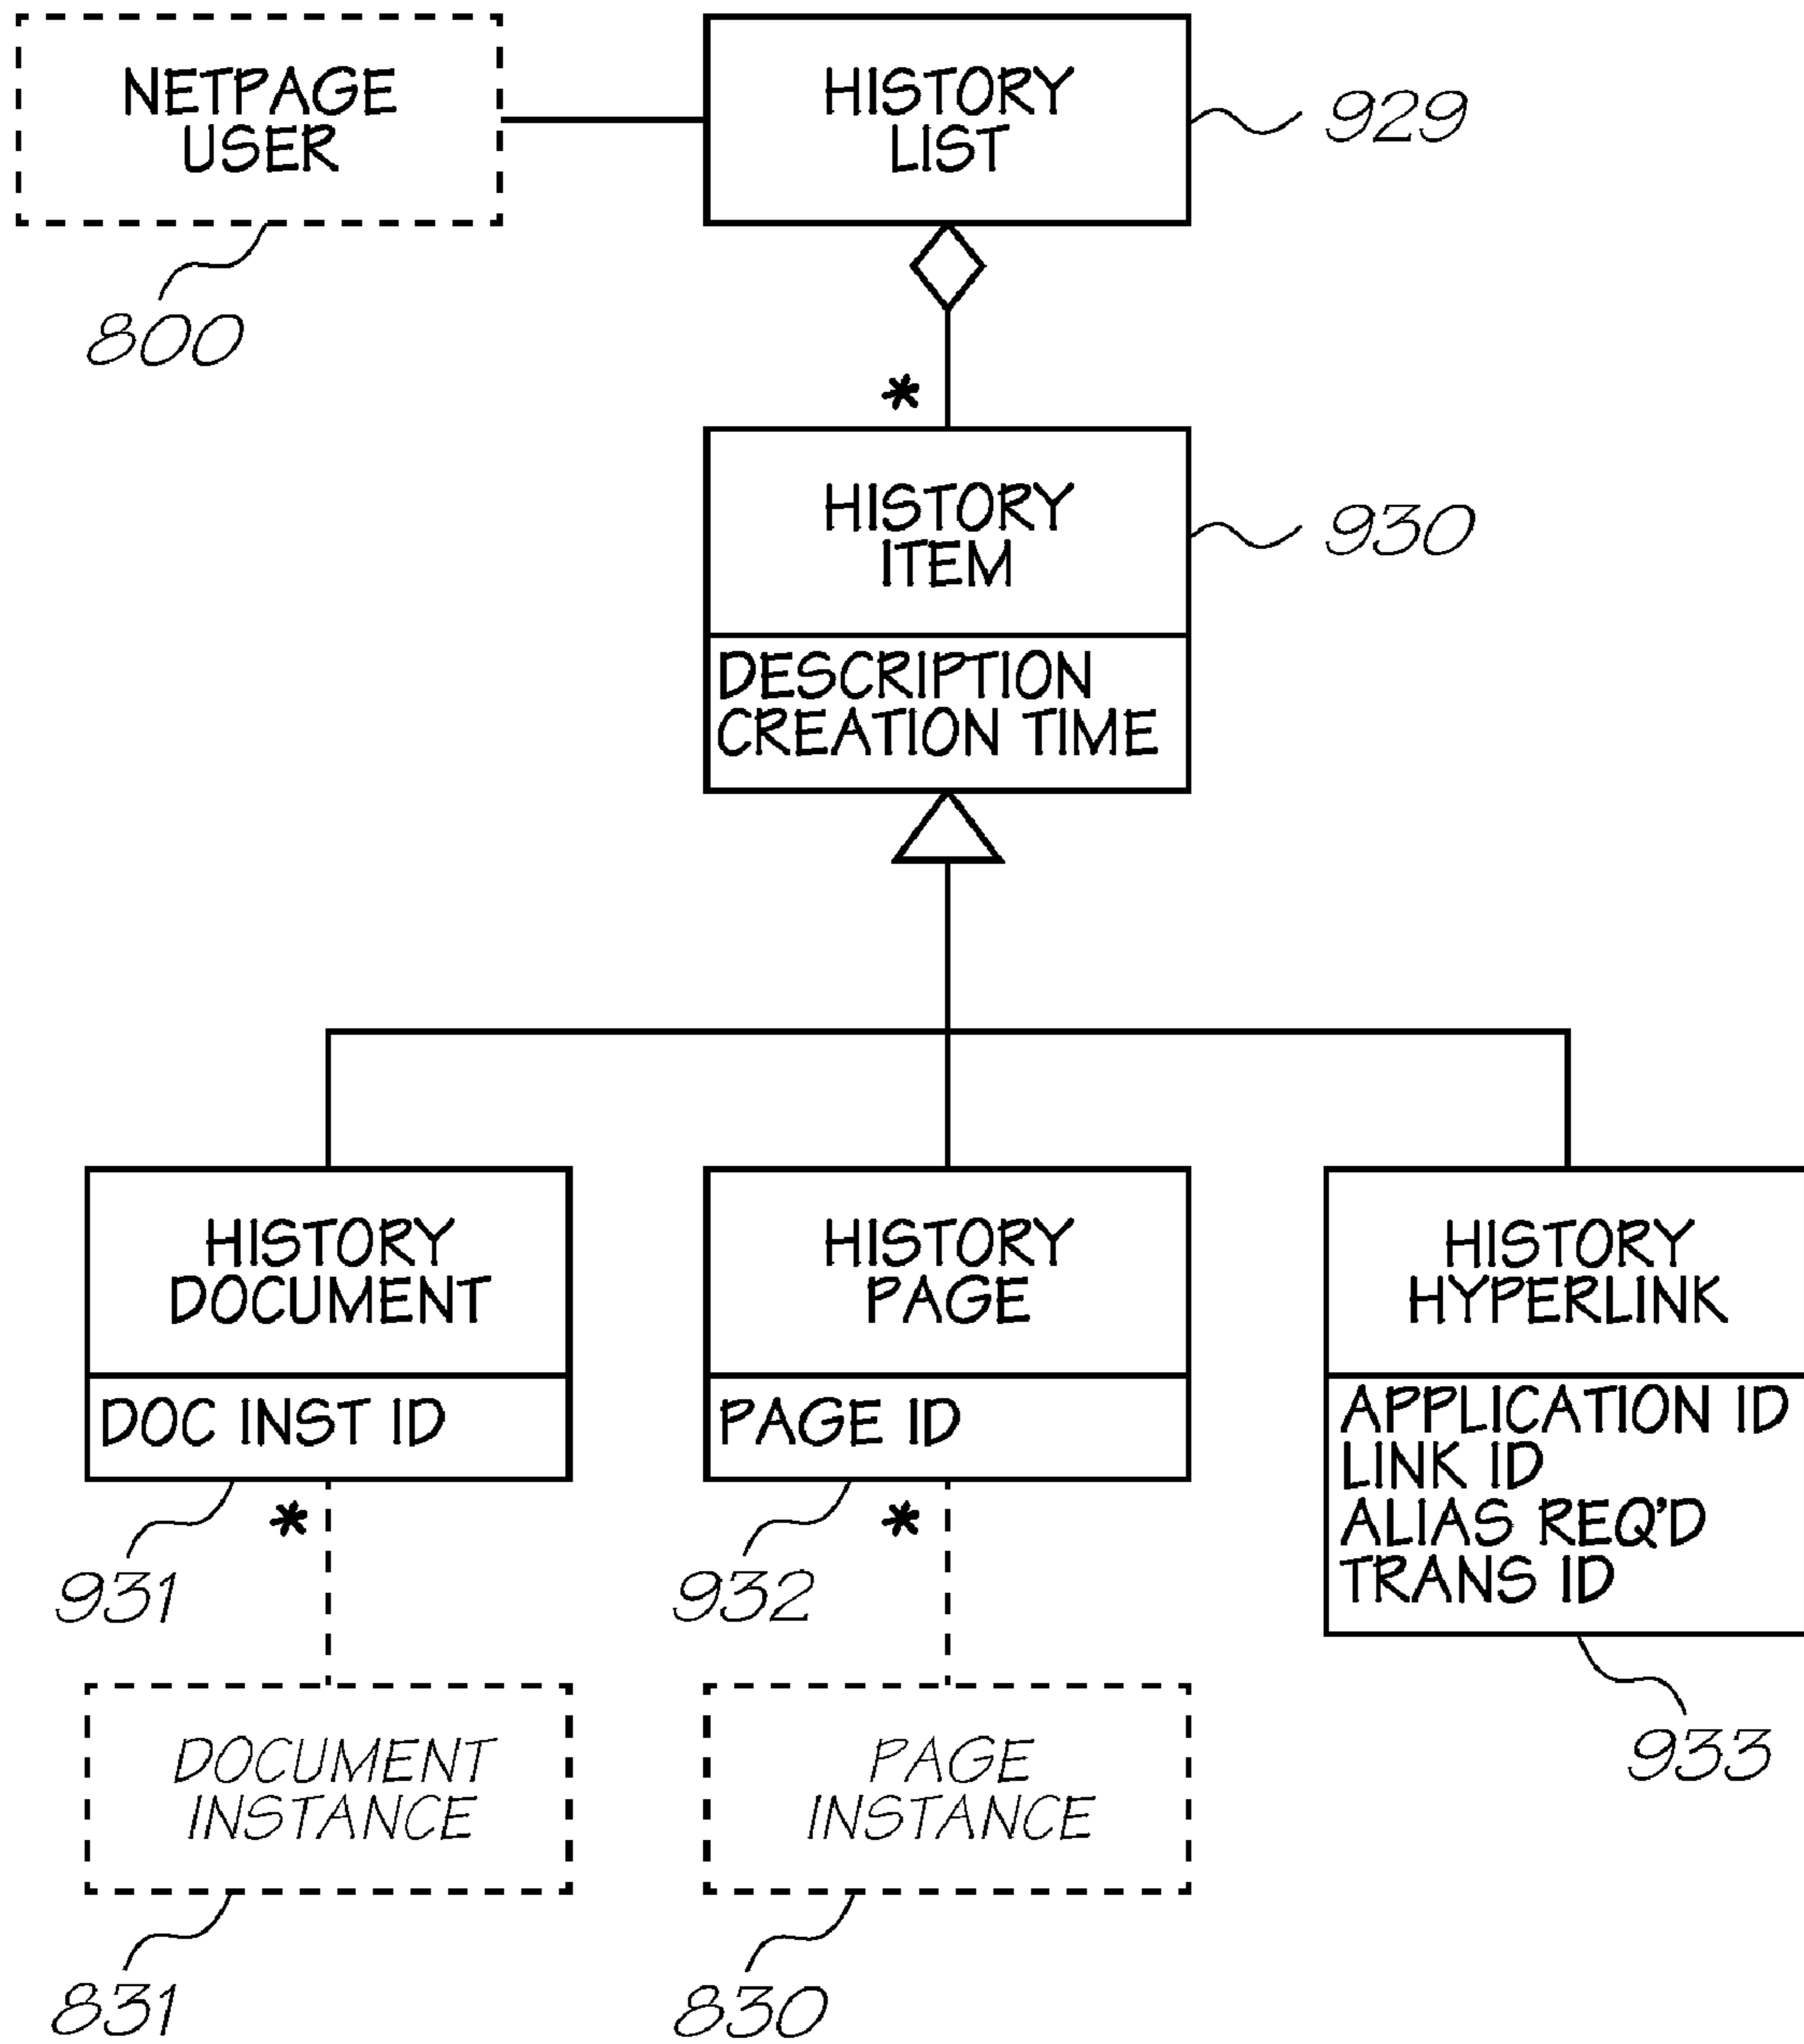 NETPAGE
USER
800
HISTORY
LIST
929
*
HISTORY
ITEM
930
DESCRIPTION
CREATION TIME
HISTORY
DOCUMENT
DOC INST ID
*
931
HISTORY
PAGE
PAGE ID
*
932
HISTORY
HYPERLINK
APPLICATION ID
LINK ID
ALIAS REQ'D
TRANS ID
933
DOCUMENT
INSTANCE
831
PAGE
INSTANCE
830